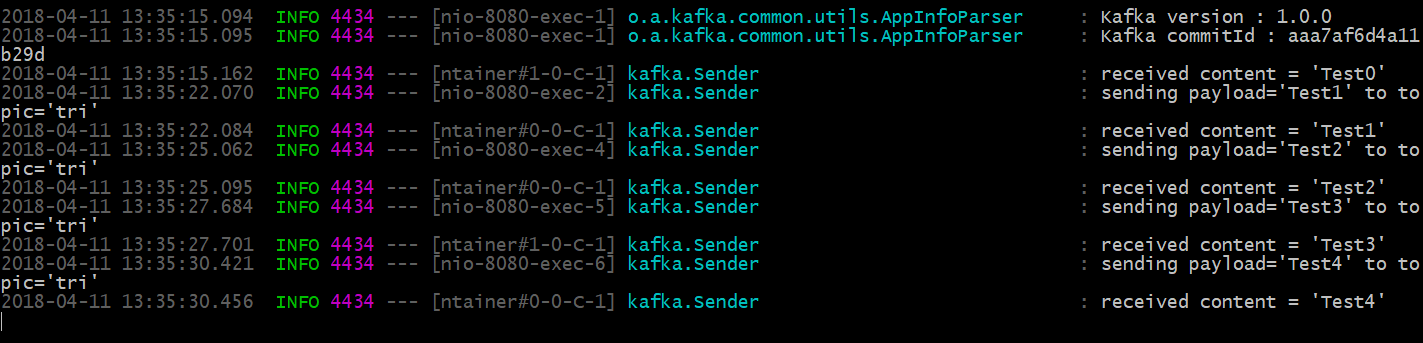 2018-04-11 13:35:15.094  INFO 4434 --- [nio-8080-exec-1] o.a.kafka.common.utils.AppInfoParser     : Kafka version : 1.0.0
2018-04-11 13:35:15.095  INFO 4434 --- [nio-8080-exec-1] o.a.kafka.common.utils.AppInfoParser     : Kafka commitId : aaa7af6d4a11
b29d
2018-04-11 13:35:15.162  INFO 4434 --- [ntainer#1-0-C-1] kafka.Sender                             : received content = 'Test0'
2018-04-11 13:35:22.070  INFO 4434 --- [nio-8080-exec-2] kafka.Sender                             : sending payload='Test1' to to
pic='tri'
2018-04-11 13:35:22.084  INFO 4434 --- [ntainer#0-0-C-1] kafka.Sender                             : received content = 'Test1'
2018-04-11 13:35:25.062  INFO 4434 --- [nio-8080-exec-4] kafka.Sender                             : sending payload='Test2' to to
pic='tri'
2018-04-11 13:35:25.095  INFO 4434 --- [ntainer#0-0-C-1] kafka.Sender                             : received content = 'Test2'
2018-04-11 13:35:27.684  INFO 4434 --- [nio-8080-exec-5] kafka.Sender                             : sending payload='Test3' to to
pic='tri'
2018-04-11 13:35:27.701  INFO 4434 --- [ntainer#1-0-C-1] kafka.Sender                             : received content = 'Test3'
2018-04-11 13:35:30.421  INFO 4434 --- [nio-8080-exec-6] kafka.Sender                             : sending payload='Test4' to to
pic='tri'
2018-04-11 13:35:30.456  INFO 4434 --- [ntainer#0-0-C-1] kafka.Sender                             : received content = 'Test4'